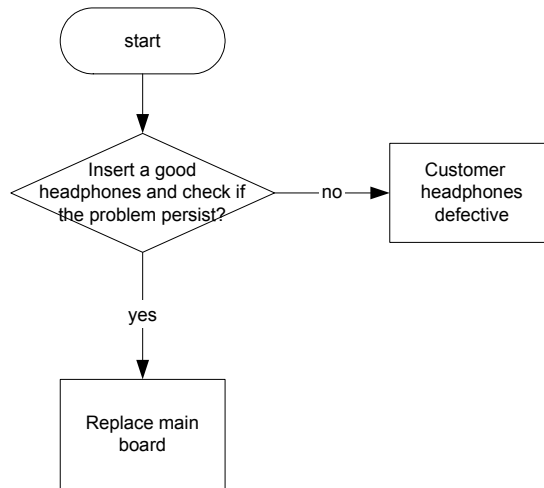 start
Insert a good
headphones and check if
the problem persist?
no
Customer
headphones
defective
yes
Replace main
board